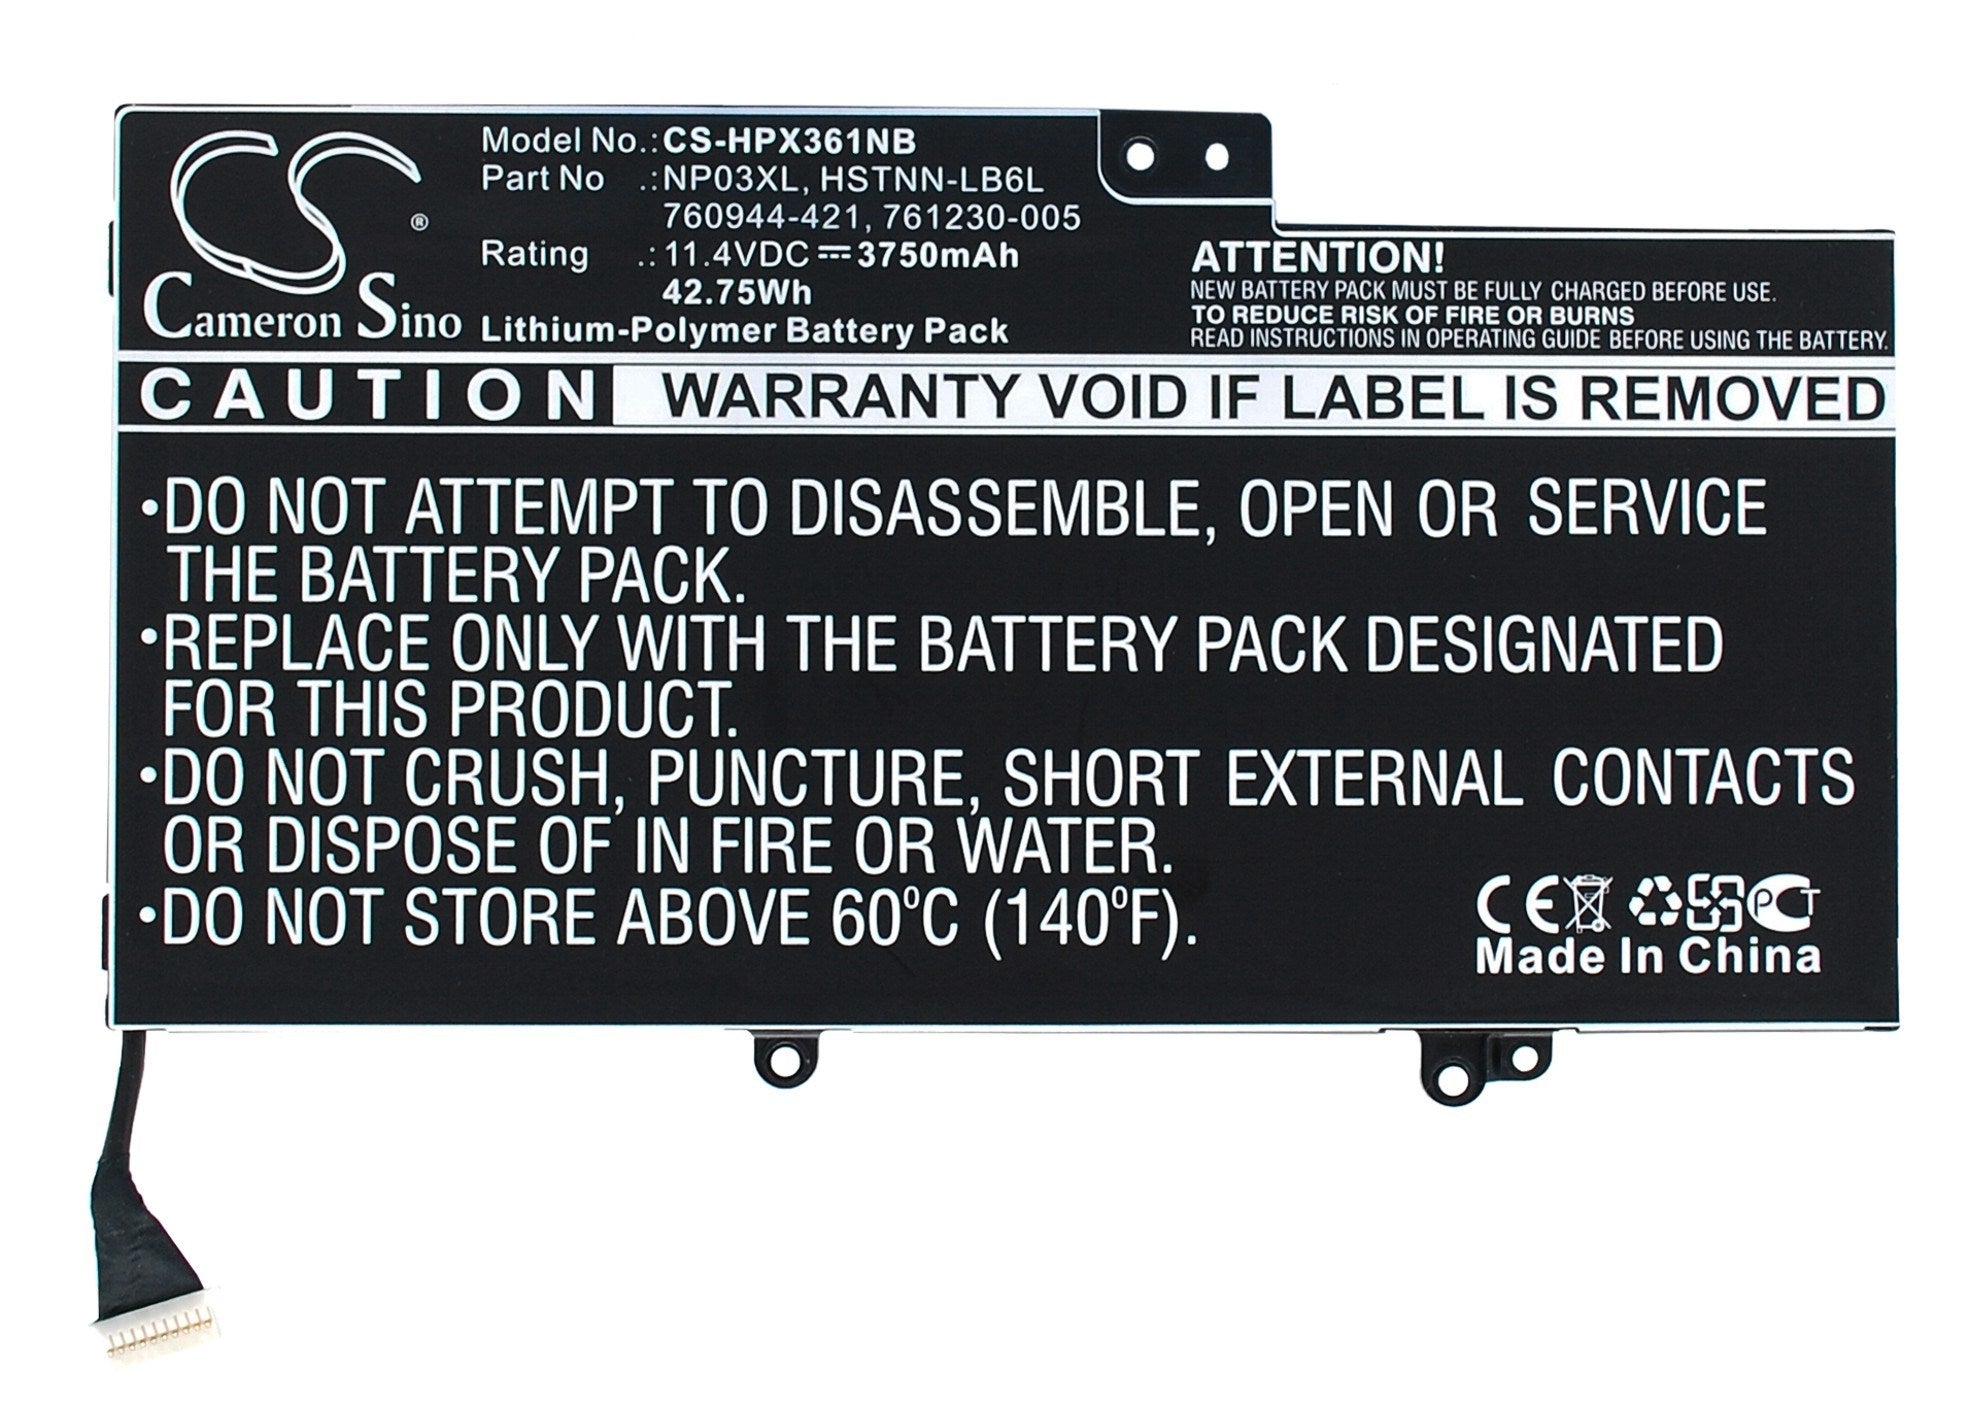 CS ®
Cameron Sino
Model No.:CS-HPX361NB
Part No .:NP03XL, HSTNN-LB6L
760944-421, 761230-005
Rating .:11.4VDC ⎓ 3750mAh
42.75Wh
Lithium-Polymer Battery Pack
ATTENTION!
NEW BATTERY PACK MUST BE FULLY CHARGED BEFORE USE.
TO REDUCE RISK OF FIRE OR BURNS
READ INSTRUCTIONS IN OPERATING GUIDE BEFORE USING THE BATTERY.
CAUTION WARRANTY VOID IF LABEL IS REMOVED
•DO NOT ATTEMPT TO DISASSEMBLE, OPEN OR SERVICE
THE BATTERY PACK.
•REPLACE ONLY WITH THE BATTERY PACK DESIGNATED
FOR THIS PRODUCT.
•DO NOT CRUSH, PUNCTURE, SHORT EXTERNAL CONTACTS
OR DISPOSE OF IN FIRE OR WATER.
•DO NOT STORE ABOVE 60°C (140°F).
CE PCT
Made In China